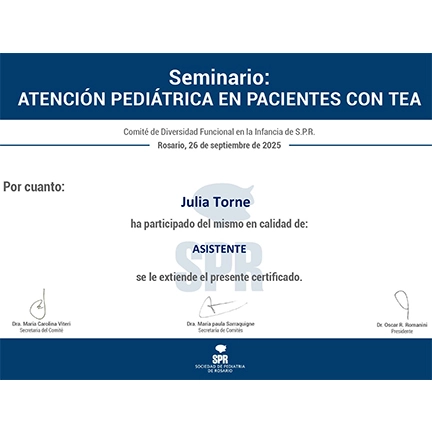 Seminario:
ATENCIÓN PEDIÁTRICA EN PACIENTES CON TEA
Comité de Diversidad Funcional en la Infancia de S.P.R.
Rosario, 26 de septiembre de 2025
Por cuanto:
Julia Torne
ha participado del mismo en calidad de:
ASISTENTE
SPR
se le extiende el presente certificado.
Dra. María Carolina Viteri
Secretaria del Comité
Dra. María paula Sarraquigne
Secretaria de Comités
Dr. Oscar R. Romanini
Presidente
SPR
SOCIEDAD DE PEDIATRÍA
DE ROSARIO